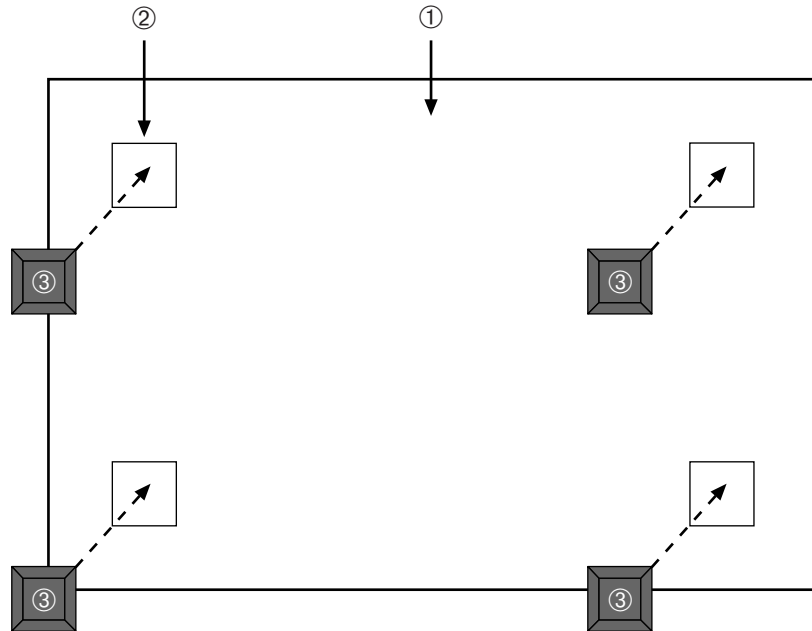 ② ①
③ ③
③ ③